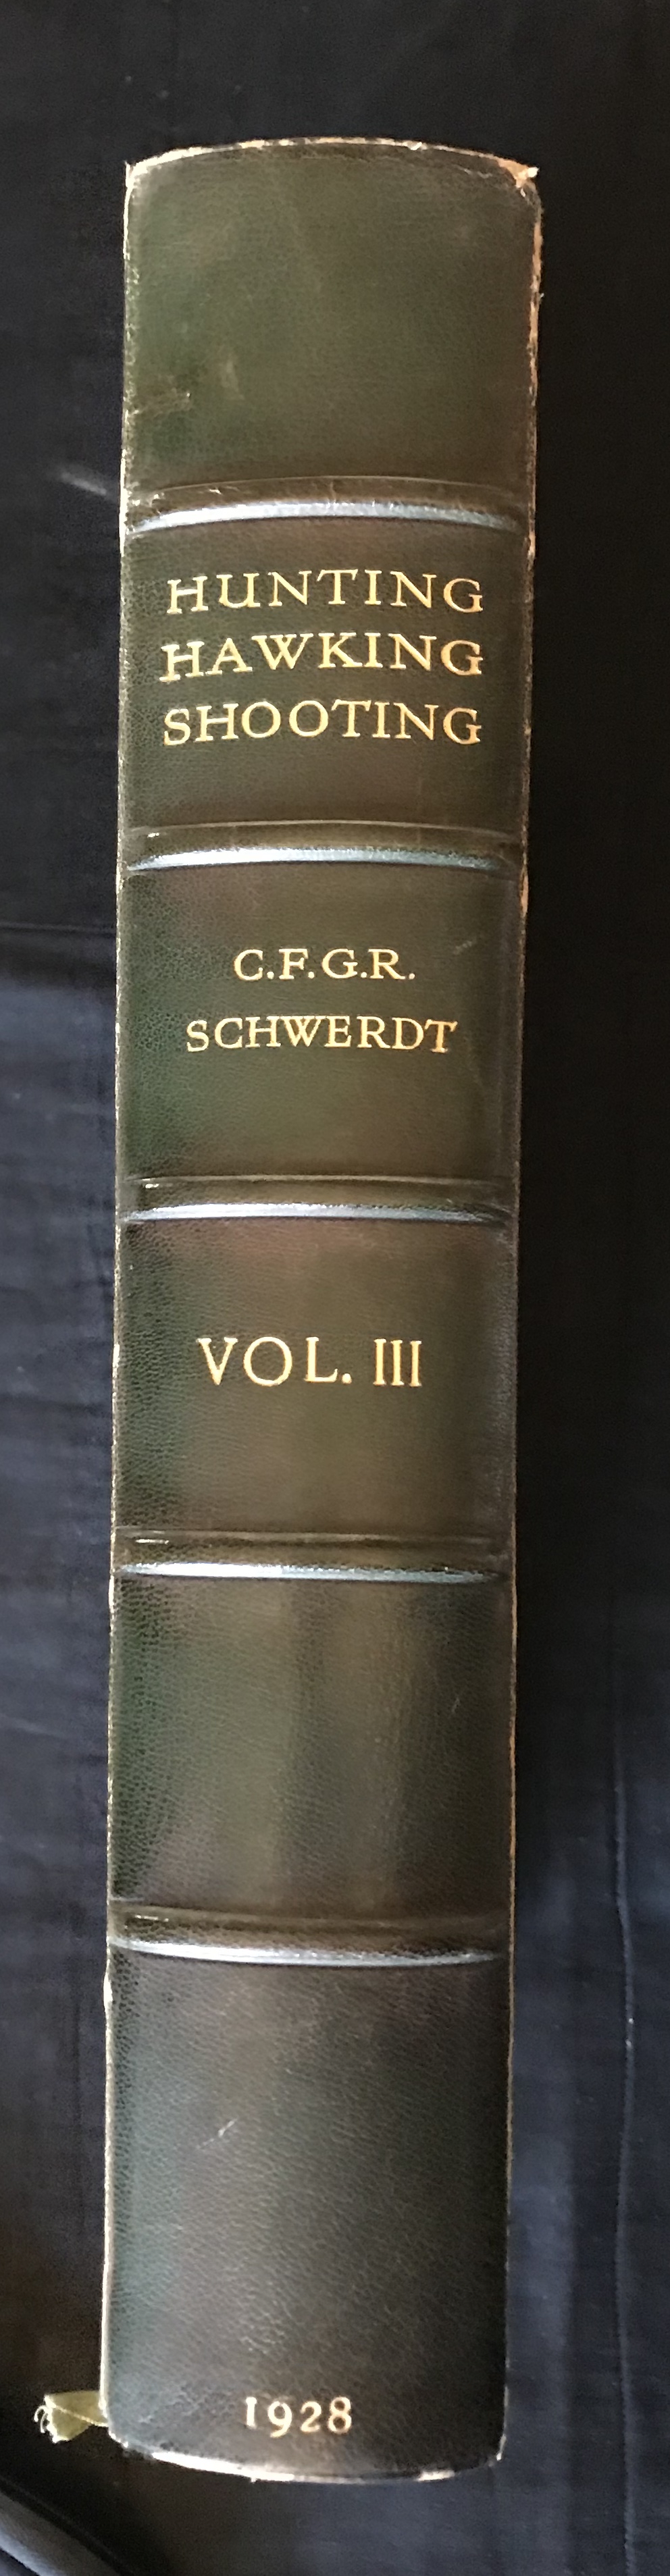 HUNTING
HAWKING
SHOOTING
C.F.G.R.
SCHWERDT
VOL. III
1928